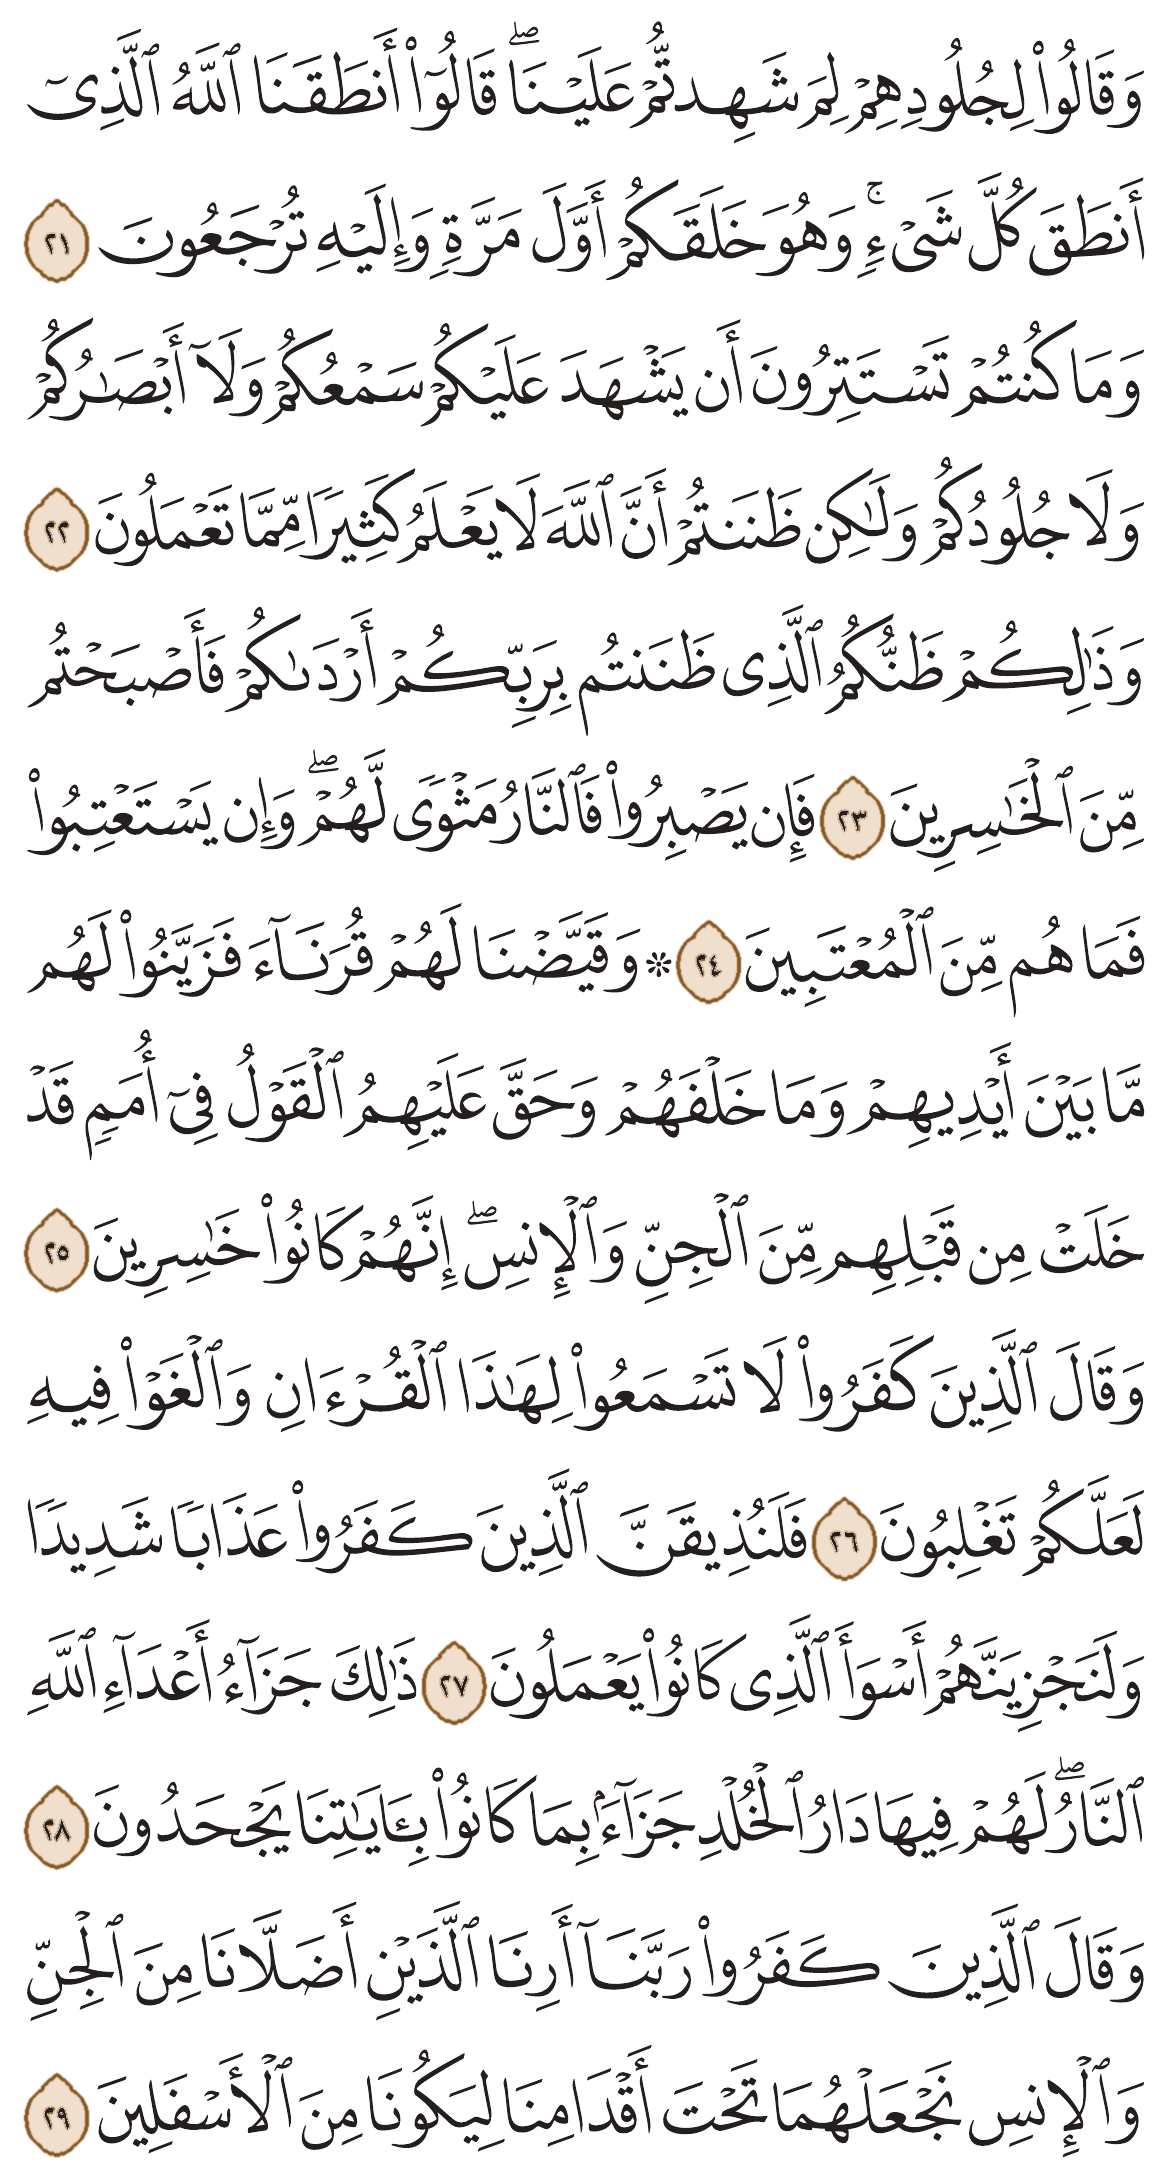 وَقَالُوا۟ لِجُلُودِهِمْ لِمَ شَهِدتُّمْ عَلَيْنَا ۖ قَالُوٓا۟ أَنطَقَنَا ٱللَّهُ ٱلَّذِىٓ
أَنطَقَ كُلَّ شَىْءٍ ۚ وَهُوَ خَلَقَكُمْ أَوَّلَ مَرَّةٍ وَإِلَيْهِ تُرْجَعُونَ ٢١
وَمَا كُنتُمْ تَسْتَتِرُونَ أَن يَشْهَدَ عَلَيْكُمْ سَمْعُكُمْ وَلَآ أَبْصَـٰرُكُمْ
وَلَا جُلُودُكُمْ وَلَـٰكِن ظَنَنتُمْ أَنَّ ٱللَّهَ لَا يَعْلَمُ كَثِيرًا مِّمَّا تَعْمَلُونَ ٢٢
وَذَٰلِكُمْ ظَنُّكُمُ ٱلَّذِى ظَنَنتُم بِرَبِّكُمْ أَرْدَىٰكُمْ فَأَصْبَحْتُم
مِّنَ ٱلْخَـٰسِرِينَ ٢٣ فَإِن يَصْبِرُوا۟ فَٱلنَّارُ مَثْوًى لَّهُمْ ۖ وَإِن يَسْتَعْتِبُوا۟
فَمَا هُم مِّنَ ٱلْمُعْتَبِينَ ٢٤ ۞ وَقَيَّضْنَا لَهُمْ قُرَنَآءَ فَزَيَّنُوا۟ لَهُم
مَّا بَيْنَ أَيْدِيهِمْ وَمَا خَلْفَهُمْ وَحَقَّ عَلَيْهِمُ ٱلْقَوْلُ فِىٓ أُمَمٍ قَدْ
خَلَتْ مِن قَبْلِهِم مِّنَ ٱلْجِنِّ وَٱلْإِنسِ ۖ إِنَّهُمْ كَانُوا۟ خَـٰسِرِينَ ٢٥
وَقَالَ ٱلَّذِينَ كَفَرُوا۟ لَا تَسْمَعُوا۟ لِهَـٰذَا ٱلْقُرْءَانِ وَٱلْغَوْا۟ فِيهِ
لَعَلَّكُمْ تَغْلِبُونَ ٢٦ فَلَنُذِيقَنَّ ٱلَّذِينَ كَفَرُوا۟ عَذَابًا شَدِيدًا
وَلَنَجْزِيَنَّهُمْ أَسْوَأَ ٱلَّذِى كَانُوا۟ يَعْمَلُونَ ٢٧ ذَٰلِكَ جَزَآءُ أَعْدَآءِ ٱللَّهِ
ٱلنَّارُ ۖ لَهُمْ فِيهَا دَارُ ٱلْخُلْدِ جَزَآءًۢ بِمَا كَانُوا۟ بِـَٔايَـٰتِنَا يَجْحَدُونَ ٢٨
وَقَالَ ٱلَّذِينَ كَفَرُوا۟ رَبَّنَآ أَرِنَا ٱلَّذَيْنِ أَضَلَّانَا مِنَ ٱلْجِنِّ
وَٱلْإِنسِ نَجْعَلْهُمَا تَحْتَ أَقْدَامِنَا لِيَكُونَا مِنَ ٱلْأَسْفَلِينَ ٢٩